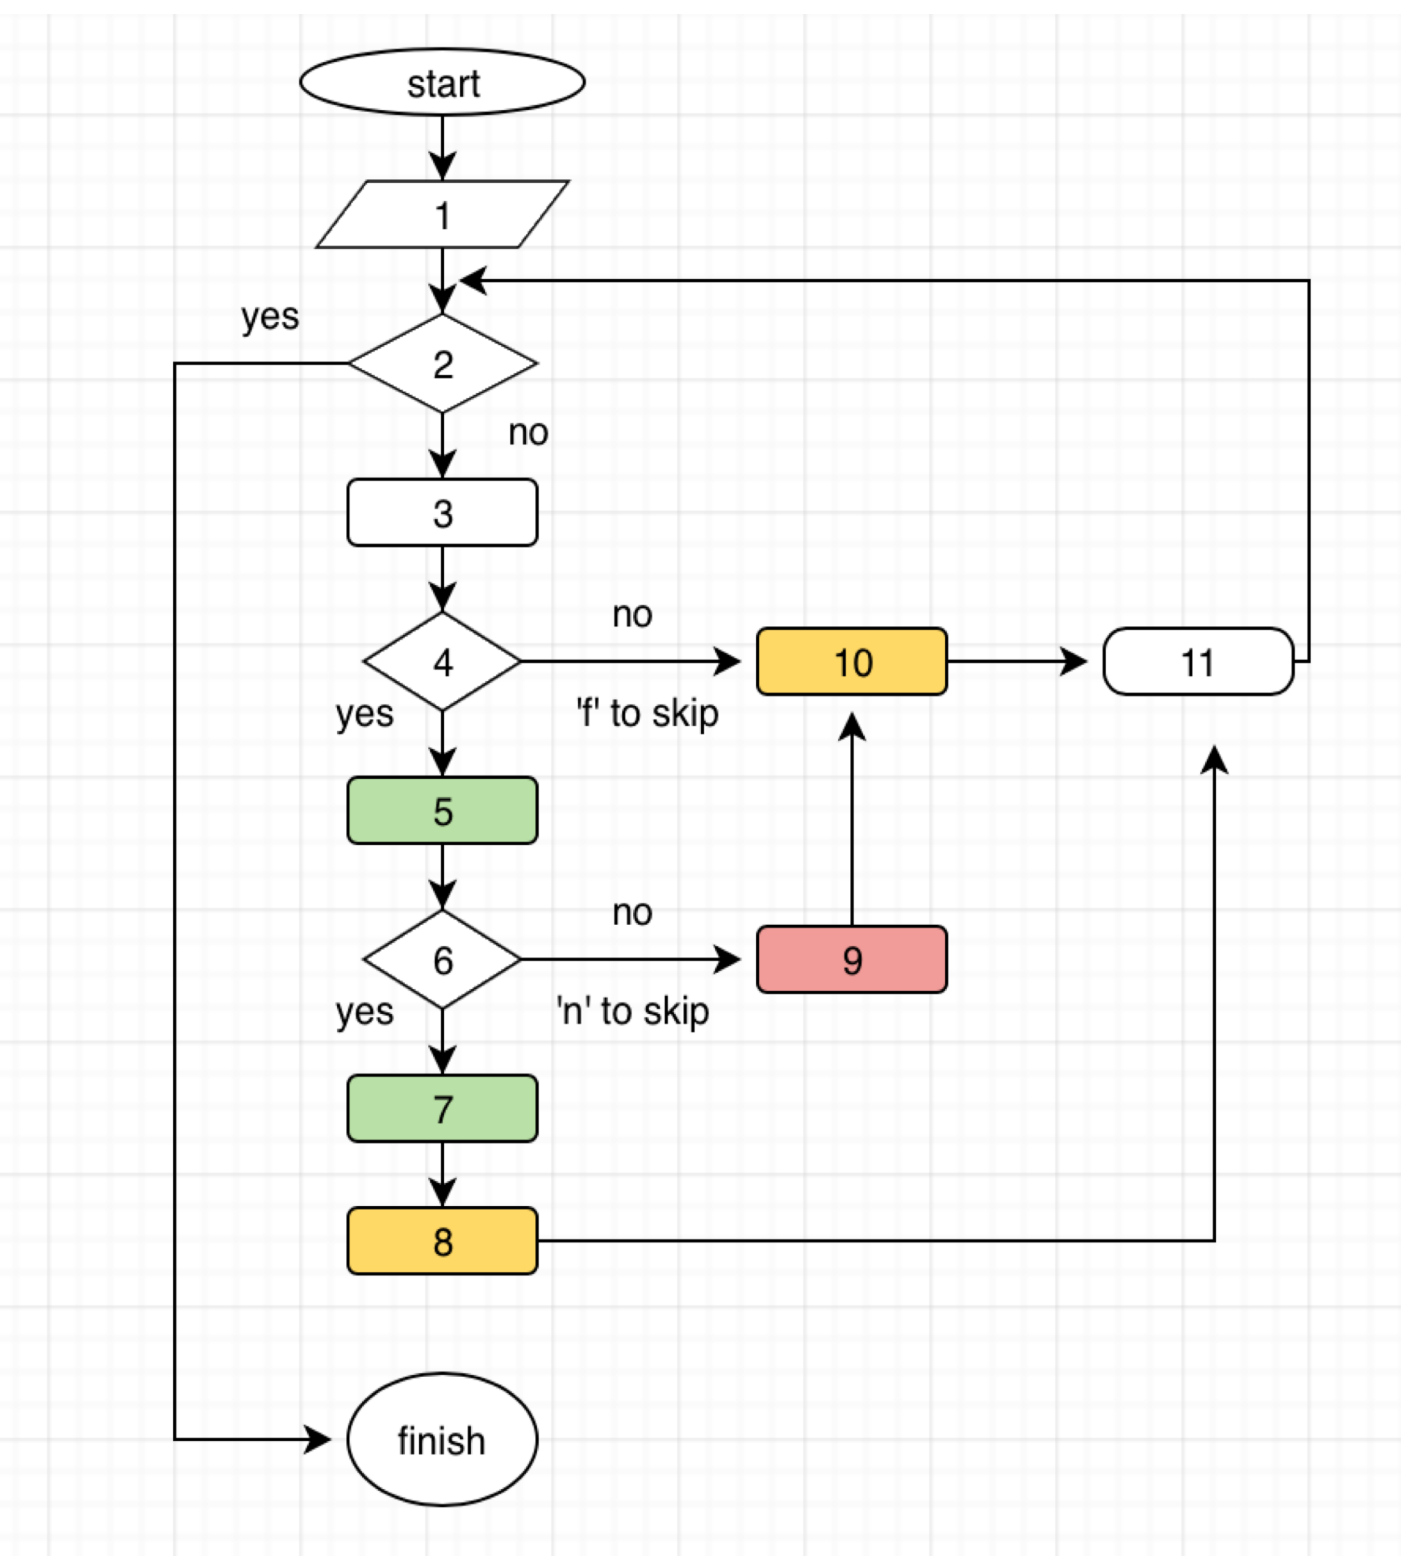 start
1
yes
2
no
3
no
4
10
11
yes
'f' to skip
5
no
6
9
yes
'n' to skip
7
8
finish